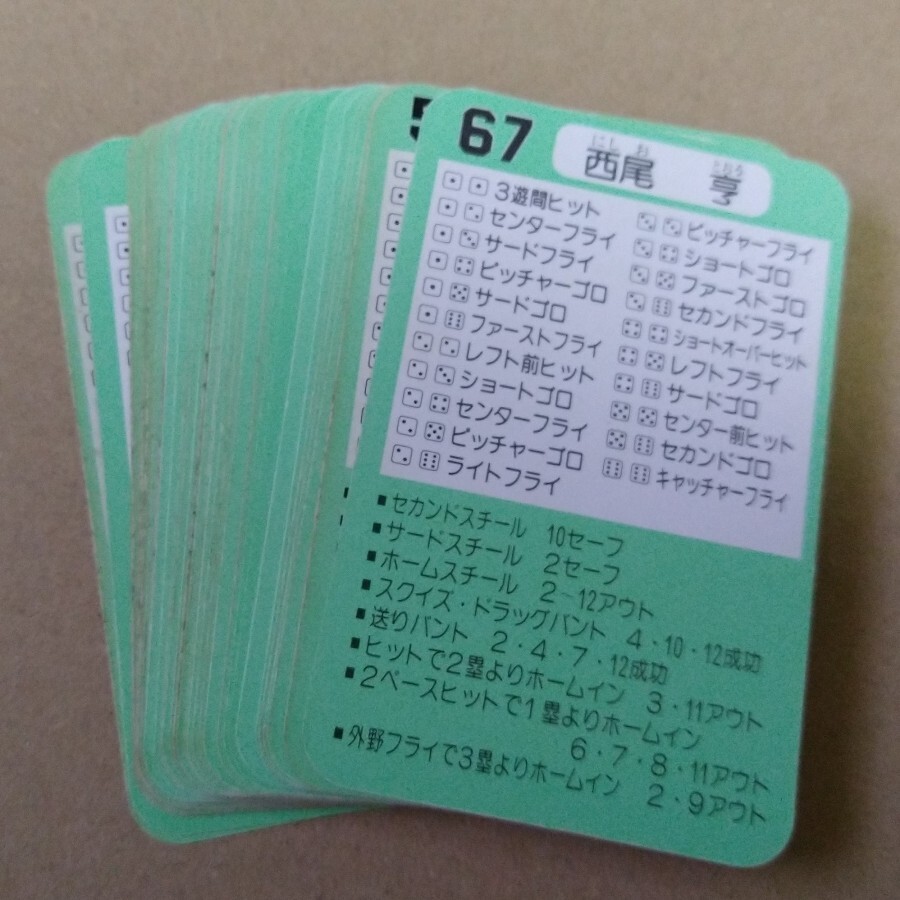 5
67
にし お とおる
西尾 亨
3遊間ヒット
センターフライ
サードフライ
ピッチャーゴロ
サードゴロ
ファーストフライ
レフト前ヒット
ショートゴロ
センターフライ
ピッチャーゴロ
ライトフライ
ピッチャーフライ
ショートゴロ
ファーストゴロ
セカンドフライ
ショートオーバーヒット
レフトフライ
サードゴロ
センター前ヒット
セカンドゴロ
キャッチャーフライ
■セカンドスチール 10セーフ
■サードスチール 2セーフ
■ホームスチール 2-12アウト
■スクイズ・ドラッグバント 4・10・12成功
■送りバント 2・4・7・12成功
■ヒットで2塁よりホームイン 3・11アウト
■2ベースヒットで1塁よりホームイン
6・7・8・11アウト
■外野フライで3塁よりホームイン 2・9アウト